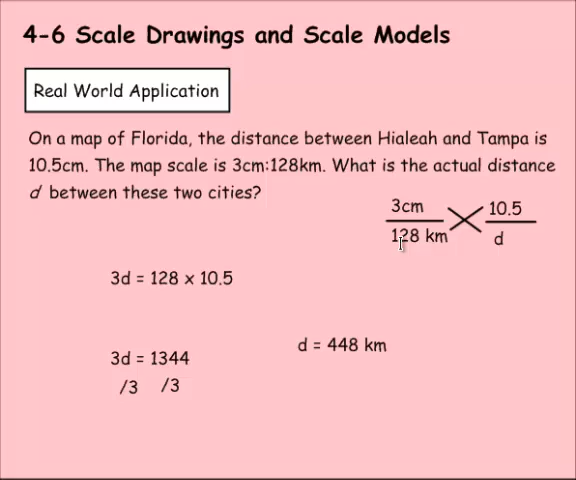 4-6 Scale Drawings and Scale Models
Real World Application
On a map of Florida, the distance between Hialeah and Tampa is
10.5cm. The map scale is 3cm:128km. What is the actual distance
d between these two cities?
3cm 10.5
128 km d
3d = 128 x 10.5
d = 448 km
3d = 1344
/3 /3